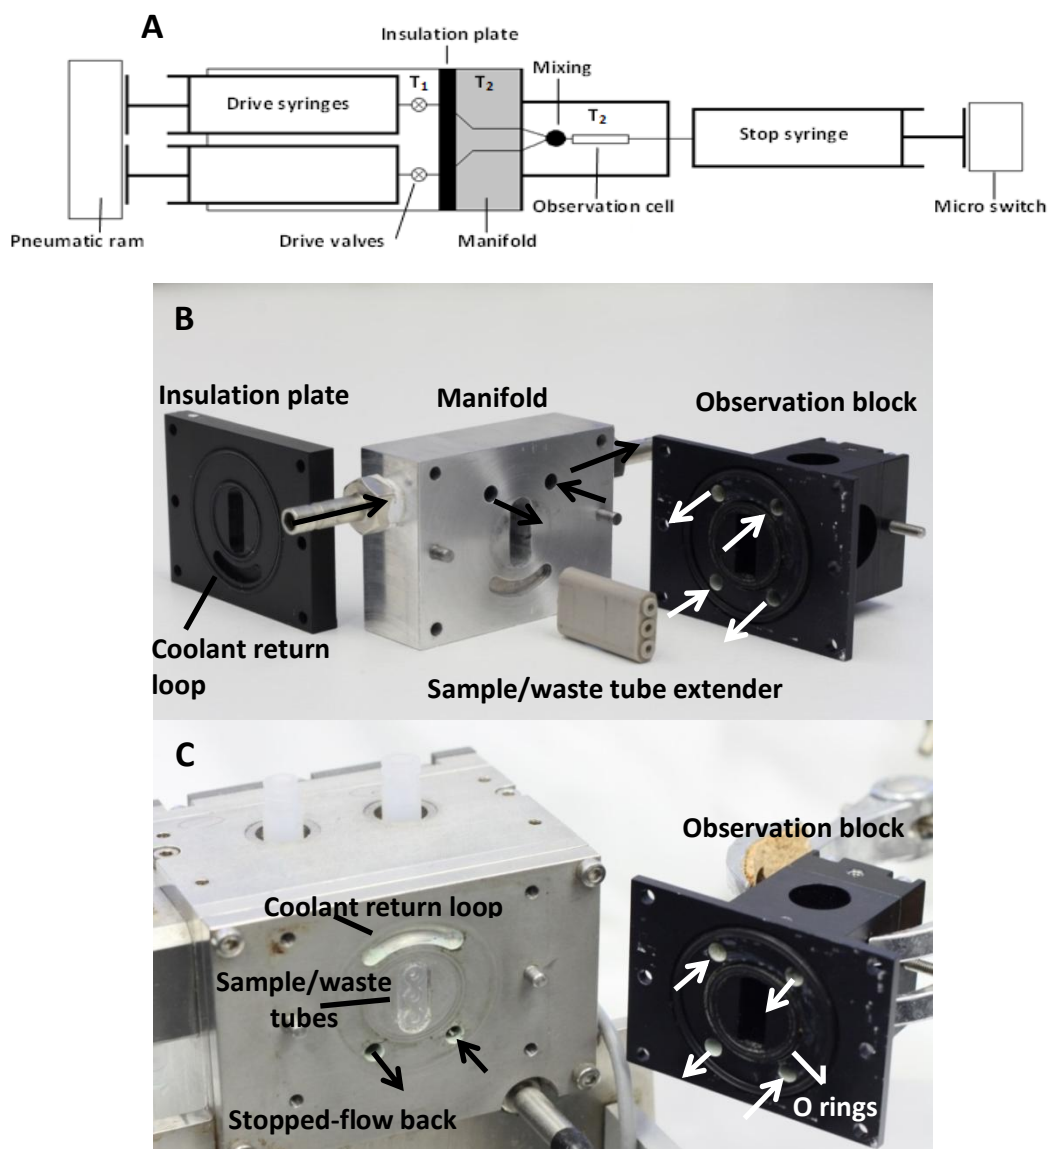 A
Insulation plate
Mixing
T1
T2
T2
Drive syringes
Stop syringe
Observation cell
Micro switch
Pneumatic ram
Drive valves
Manifold
B
Insulation plate
Manifold
Observation block
Coolant return
loop
Sample/waste tube extender
C
Observation block
Coolant return loop
Sample/waste
tubes
O rings
Stopped-flow back